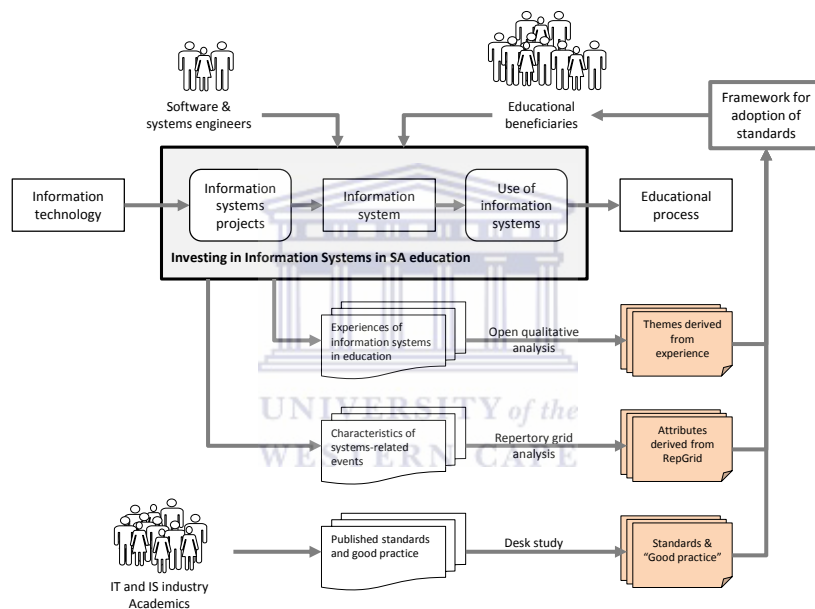 Software &
systems engineers
Educational
beneficiaries
Framework for
adoption of
standards
Information
technology
Information
systems
projects
Information
system
Use of
information
systems
Educational
process
Investing in Information Systems in SA education
Experiences of
information systems
in education
Open qualitative
analysis
Themes derived
from
experience
UNIVERSITY of the
WESTERN CAPE
Characteristics of
systems-related
events
Repertory grid
analysis
Attributes
derived from
RepGrid
IT and IS industry
Academics
Published standards
and good practice
Desk study
Standards &
“Good practice”